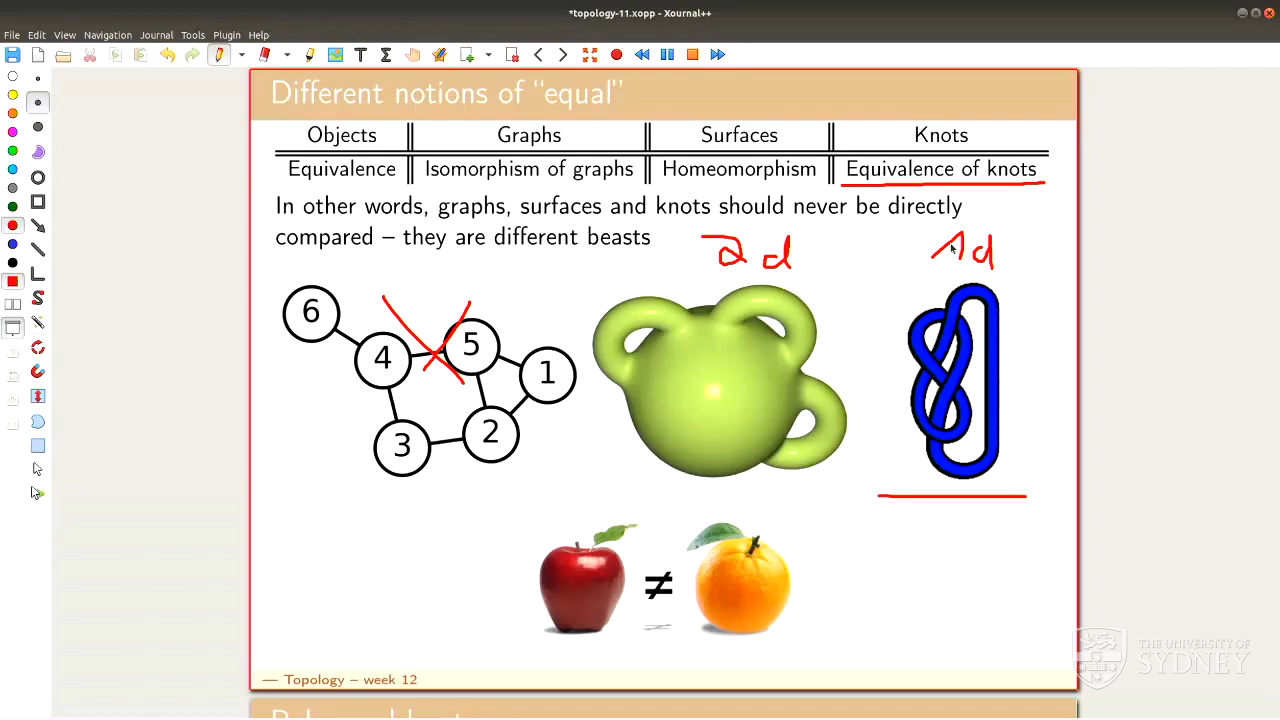 *topology-11.xopp - Xournal++
File Edit View Navigation Journal Tools Plugin Help
Different notions of “equal”
Objects Graphs Surfaces Knots
Equivalence Isomorphism of graphs Homeomorphism Equivalence of knots
In other words, graphs, surfaces and knots should never be directly
compared – they are different beasts
2d 1d
6
4 5 1
3 2
≠
— Topology – week 12
THE UNIVERSITY OF
SYDNEY